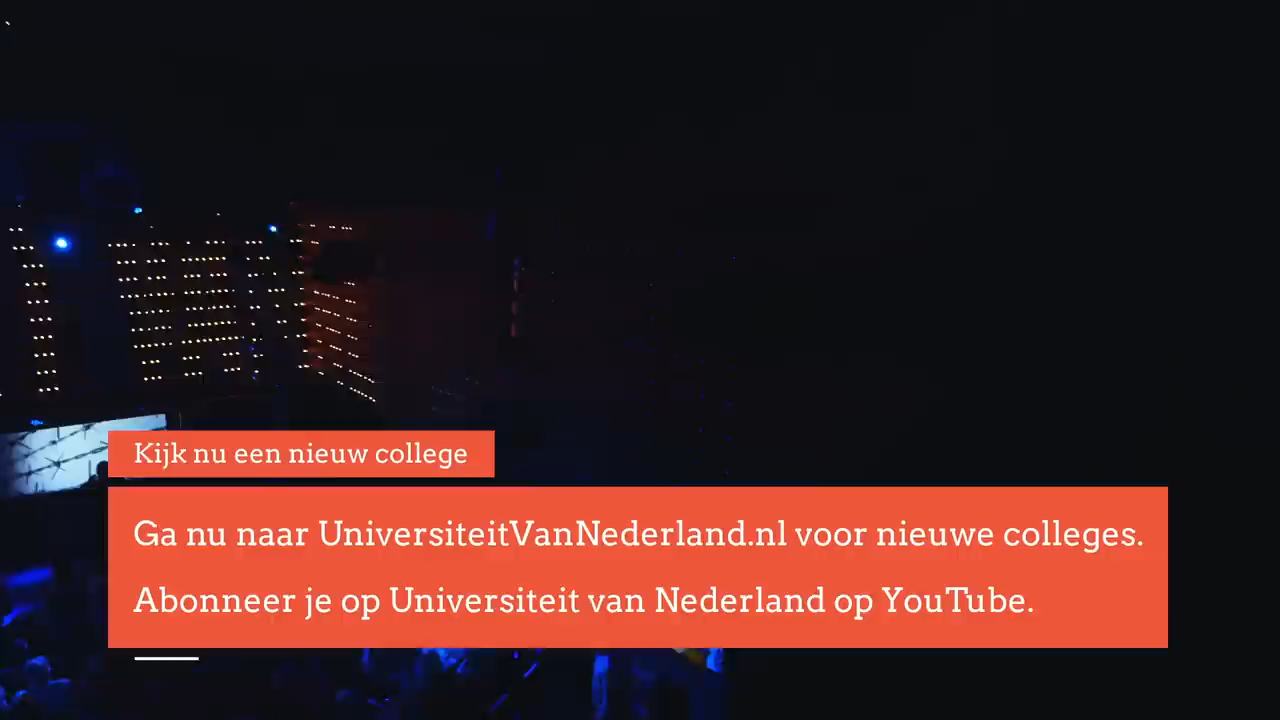 Kijk nu een nieuw college
Ga nu naar UniversiteitVanNederland.nl voor nieuwe colleges.
Abonneer je op Universiteit van Nederland op YouTube.